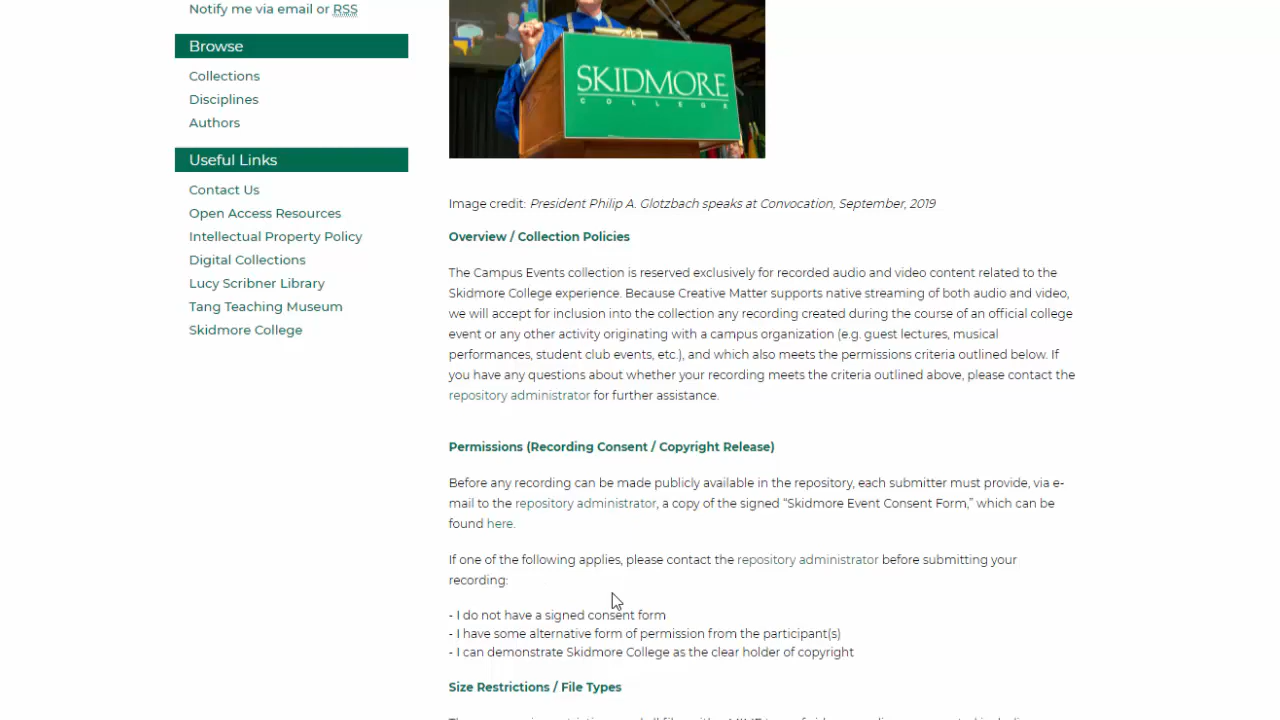 Notify me via email or RSS
Browse
Collections
Disciplines
Authors
Useful Links
Contact Us
Open Access Resources
Intellectual Property Policy
Digital Collections
Lucy Scribner Library
Tang Teaching Museum
Skidmore College
SKIDMORE
COLLEGE
Image credit: President Philip A. Glotzbach speaks at Convocation, September, 2019
Overview / Collection Policies
The Campus Events collection is reserved exclusively for recorded audio and video content related to the
Skidmore College experience. Because Creative Matter supports native streaming of both audio and video,
we will accept for inclusion into the collection any recording created during the course of an official college
event or any other activity originating with a campus organization (e.g. guest lectures, musical
performances, student club events, etc.), and which also meets the permissions criteria outlined below. If
you have any questions about whether your recording meets the criteria outlined above, please contact the
repository administrator for further assistance.
Permissions (Recording Consent / Copyright Release)
Before any recording can be made publicly available in the repository, each submitter must provide, via e-
mail to the repository administrator, a copy of the signed “Skidmore Event Consent Form,” which can be
found here.
If one of the following applies, please contact the repository administrator before submitting your
recording:
- I do not have a signed consent form
- I have some alternative form of permission from the participant(s)
- I can demonstrate Skidmore College as the clear holder of copyright
Size Restrictions / File Types